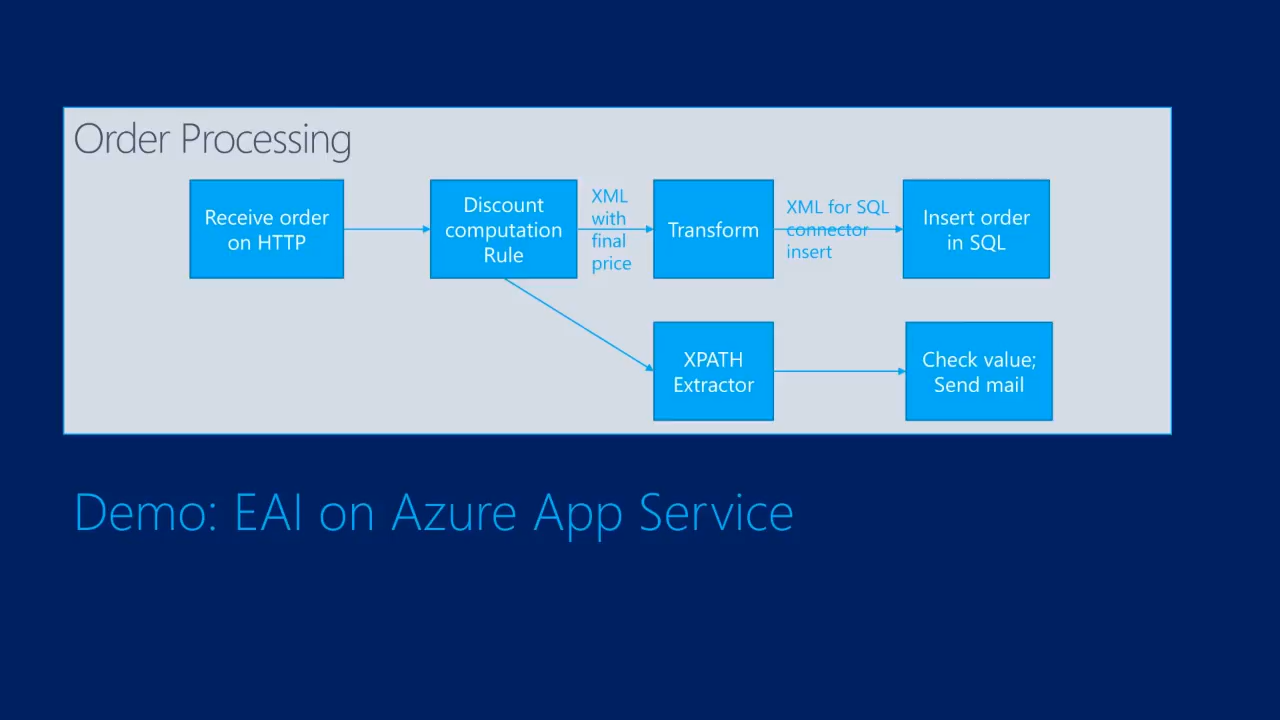 Order Processing
Receive order
on HTTP
Discount
computation
Rule
XML
with
final
price
Transform
XML for SQL
connector
insert
Insert order
in SQL
XPATH
Extractor
Check value;
Send mail
Demo: EAI on Azure App Service